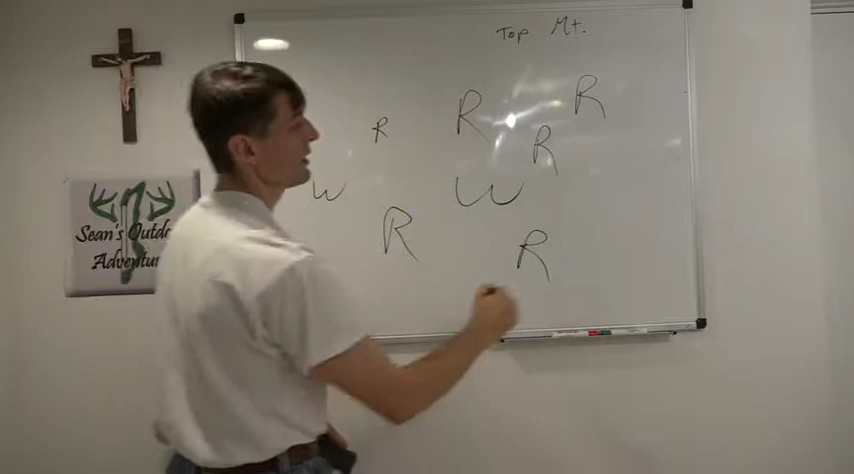 Top Mt.
R R R
R
W W
R R
Sean's Outdo
Adventu